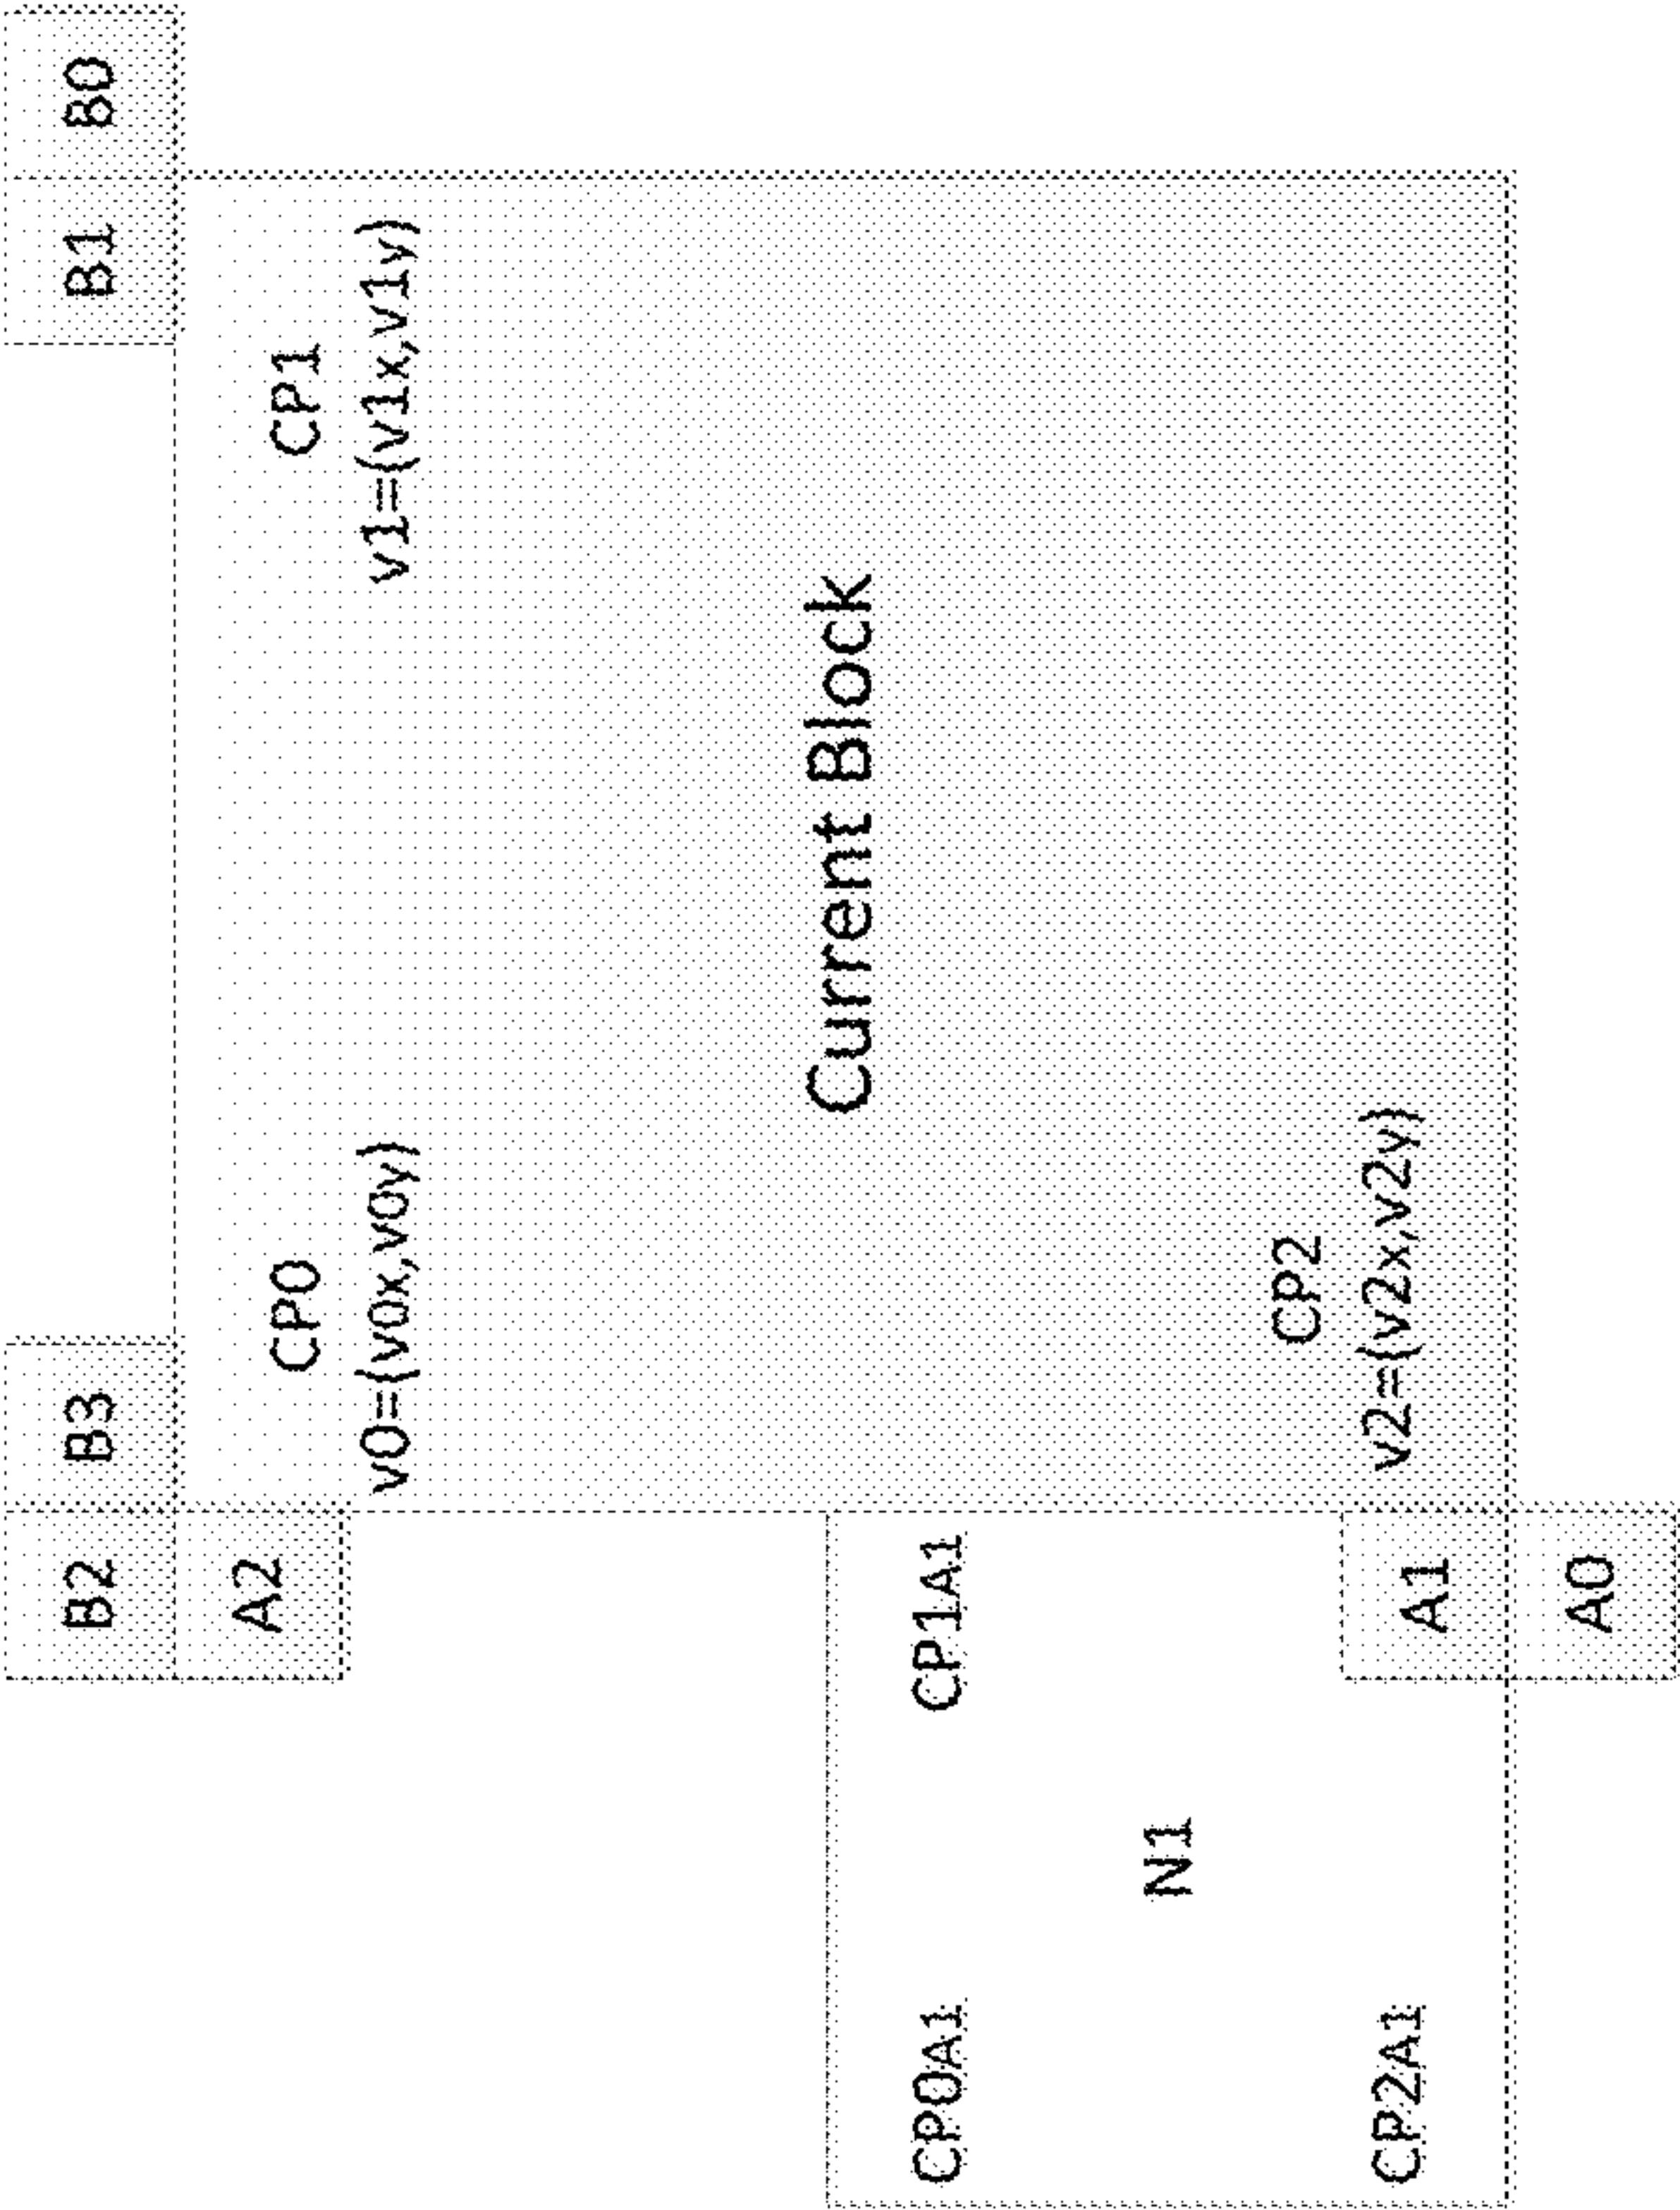 B2 B3 B1 B0
A2 CP0 CP1
v0=(v0x,v0y) v1=(v1x,v1y)
Current Block
CP0A1 CP1A1
N1
CP2
CP2A1 A1 v2=(v2x,v2y)
A0